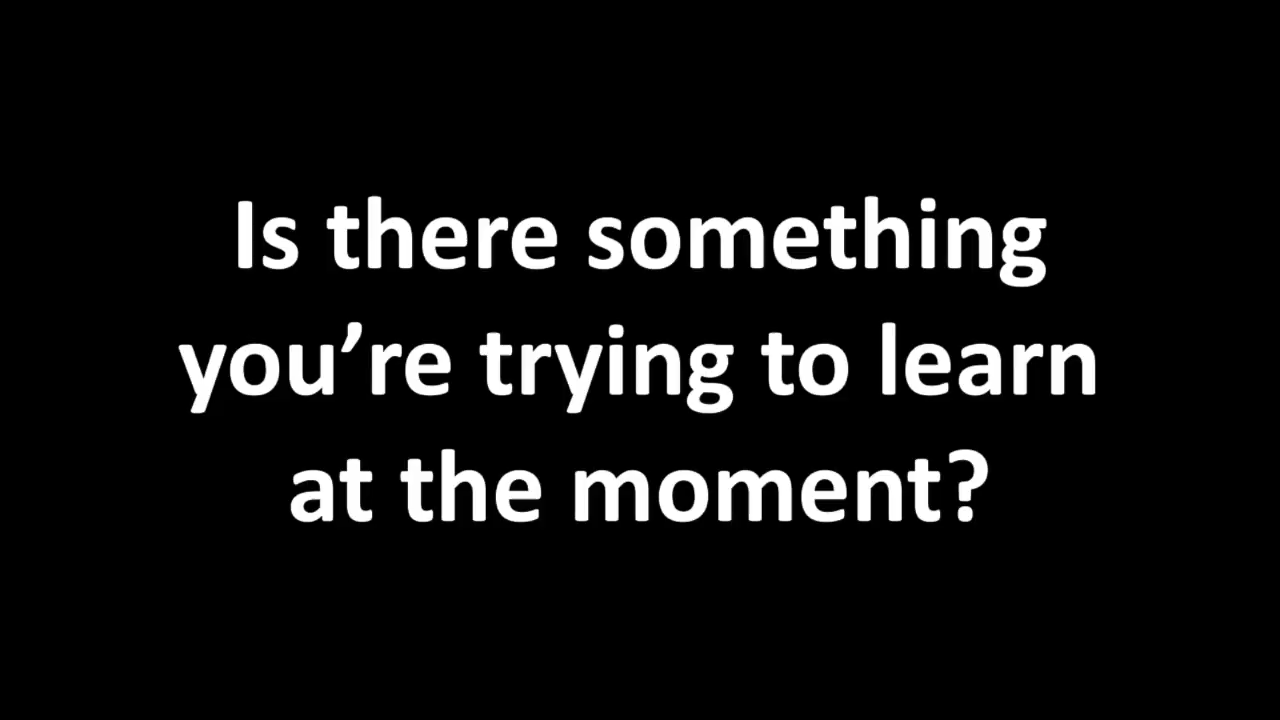 Is there something
you’re trying to learn
at the moment?